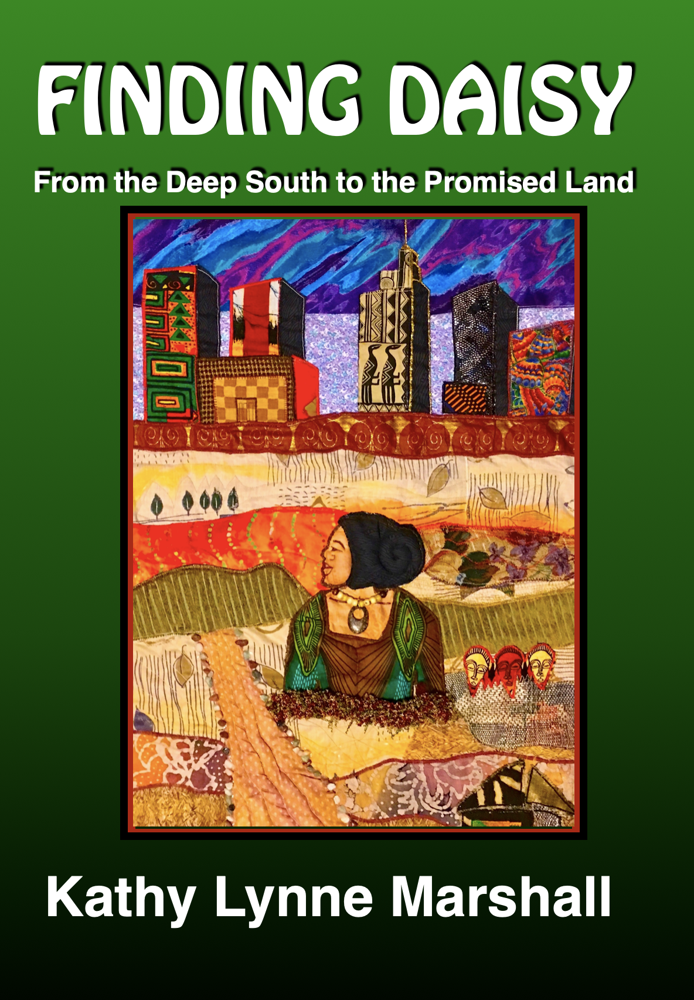 FINDING DAISY
From the Deep South to the Promised Land
Kathy Lynne Marshall